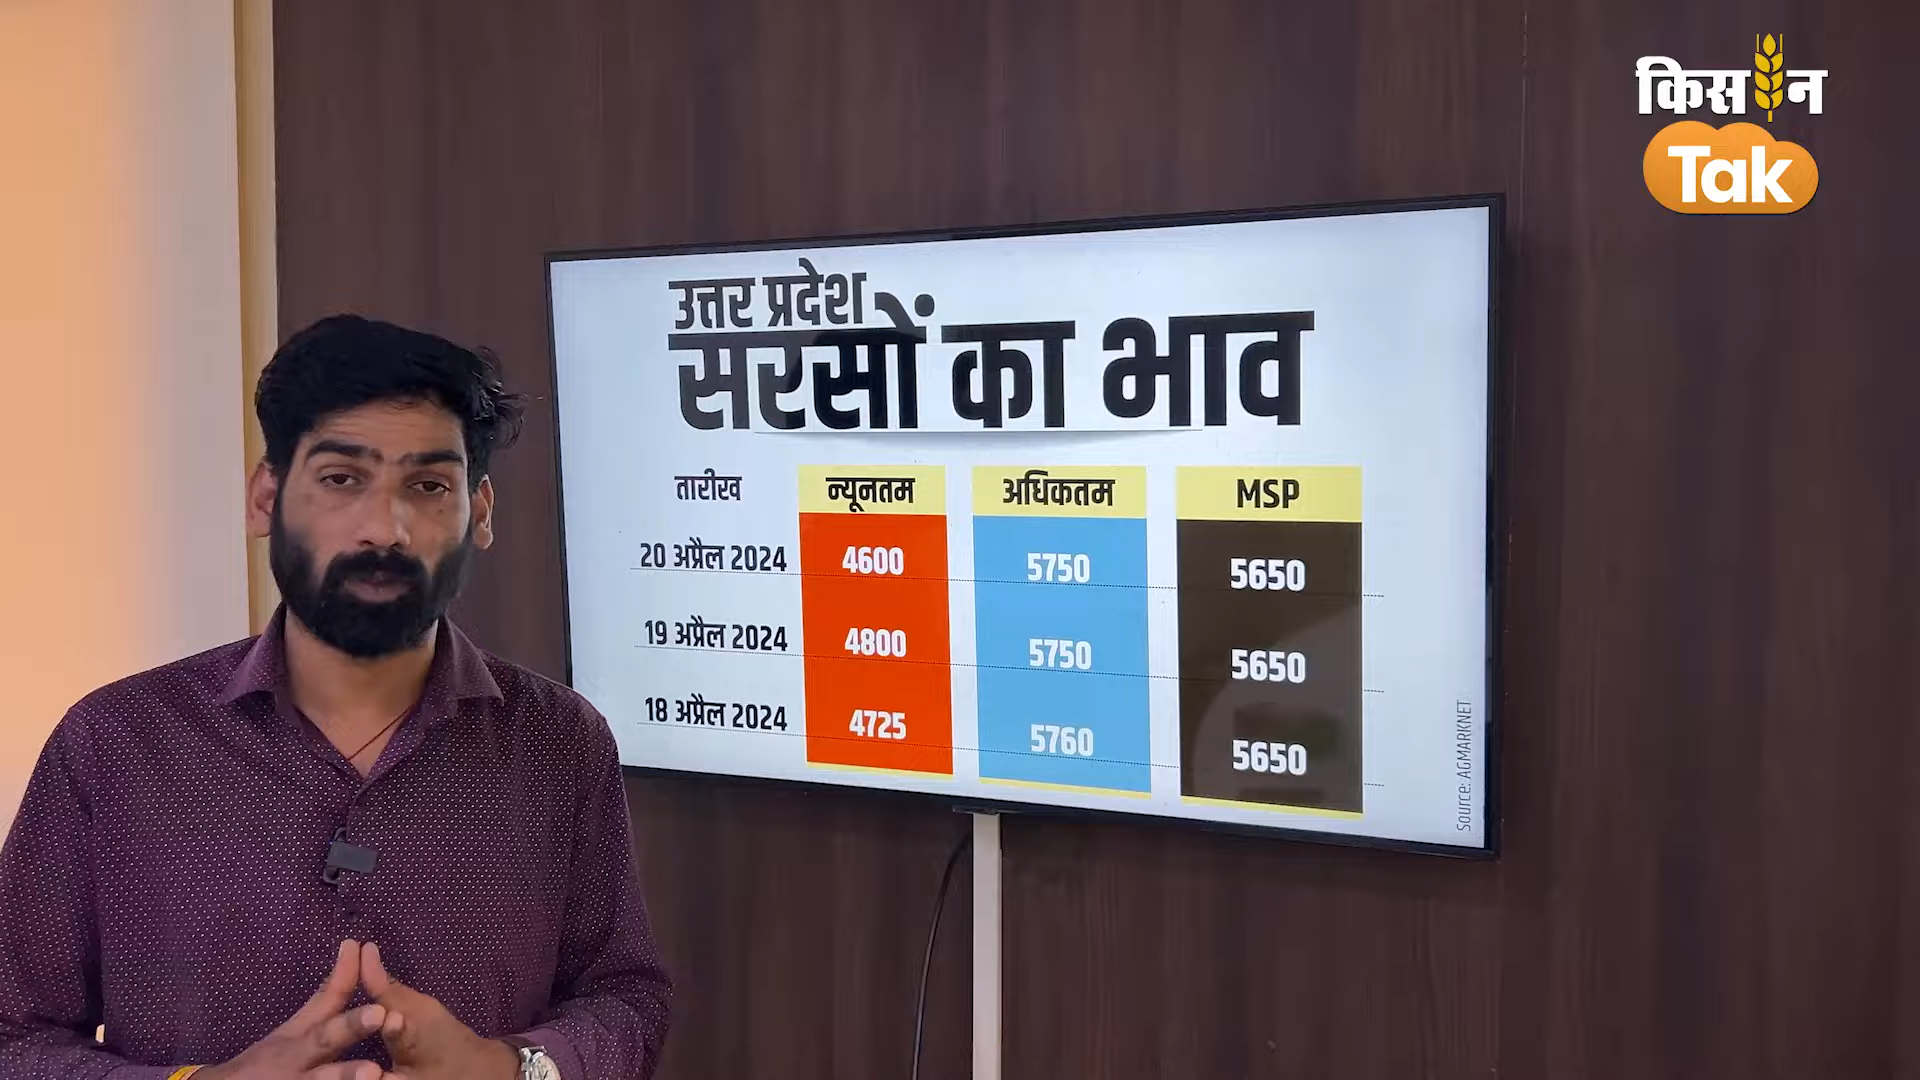 किसान
Tak
उत्तर प्रदेश
सरसों का भाव
तारीख न्यूनतम अधिकतम MSP
20 अप्रैल 2024 4600 5750 5650
19 अप्रैल 2024 4800 5750 5650
18 अप्रैल 2024 4725 5760 5650
Source: AGMARKNET